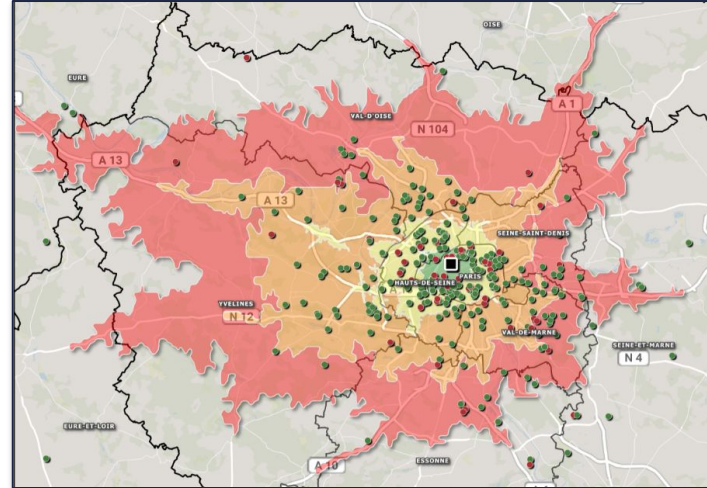 OISE
EURE
A 1
VAL-D'OISE
N 104
A 13
A 13
SEINE-SAINT-DENIS
PARIS
HAUTS-DE-SEINE
YVELINES
N 12
VAL-DE-MARNE
SEINE-ET-MARNE
N 4
EURE-ET-LOIR
ESSONNE
A 10